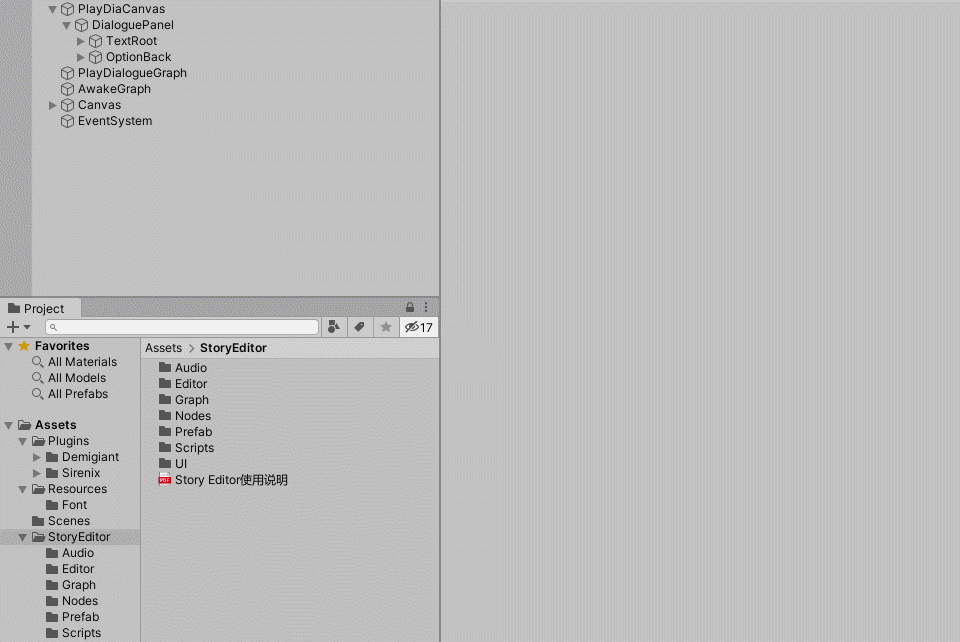 PlayDiaCanvas
DialoguePanel
TextRoot
OptionBack
PlayDialogueGraph
AwakeGraph
Canvas
EventSystem
Project
17
Favorites
All Materials
All Models
All Prefabs
Assets
Plugins
Demigiant
Sirenix
Resources
Font
Scenes
StoryEditor
Audio
Editor
Graph
Nodes
Prefab
Scripts
Assets > StoryEditor
Audio
Editor
Graph
Nodes
Prefab
Scripts
UI
PDF Story Editor使用说明